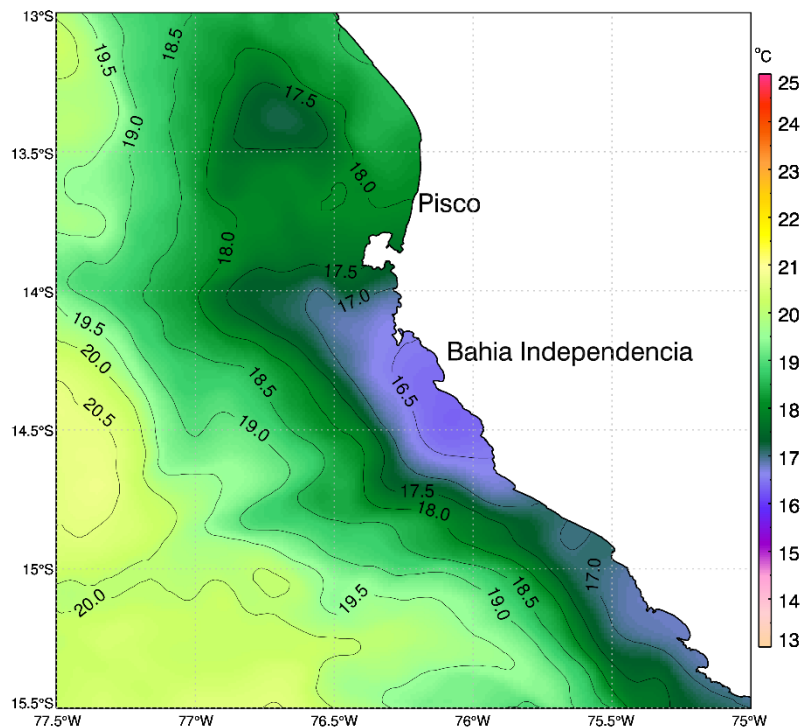 13°S
°C
18.5
19.5
25
17.5
24
19.0
13.5°S
23
18.0
Pisco
22
18.0
17.5
21
14°S
17.0
19.5
20
Bahia Independencia
20.0
19
18.5
16.5
20.5
18
19.0
14.5°S
17
17.5
18.0
16
15
15°S
17.0
20.0
19.5
19.0
18.5
14
13
15.5°S
77.5°W
77°W
76.5°W
76°W
75.5°W
75°W